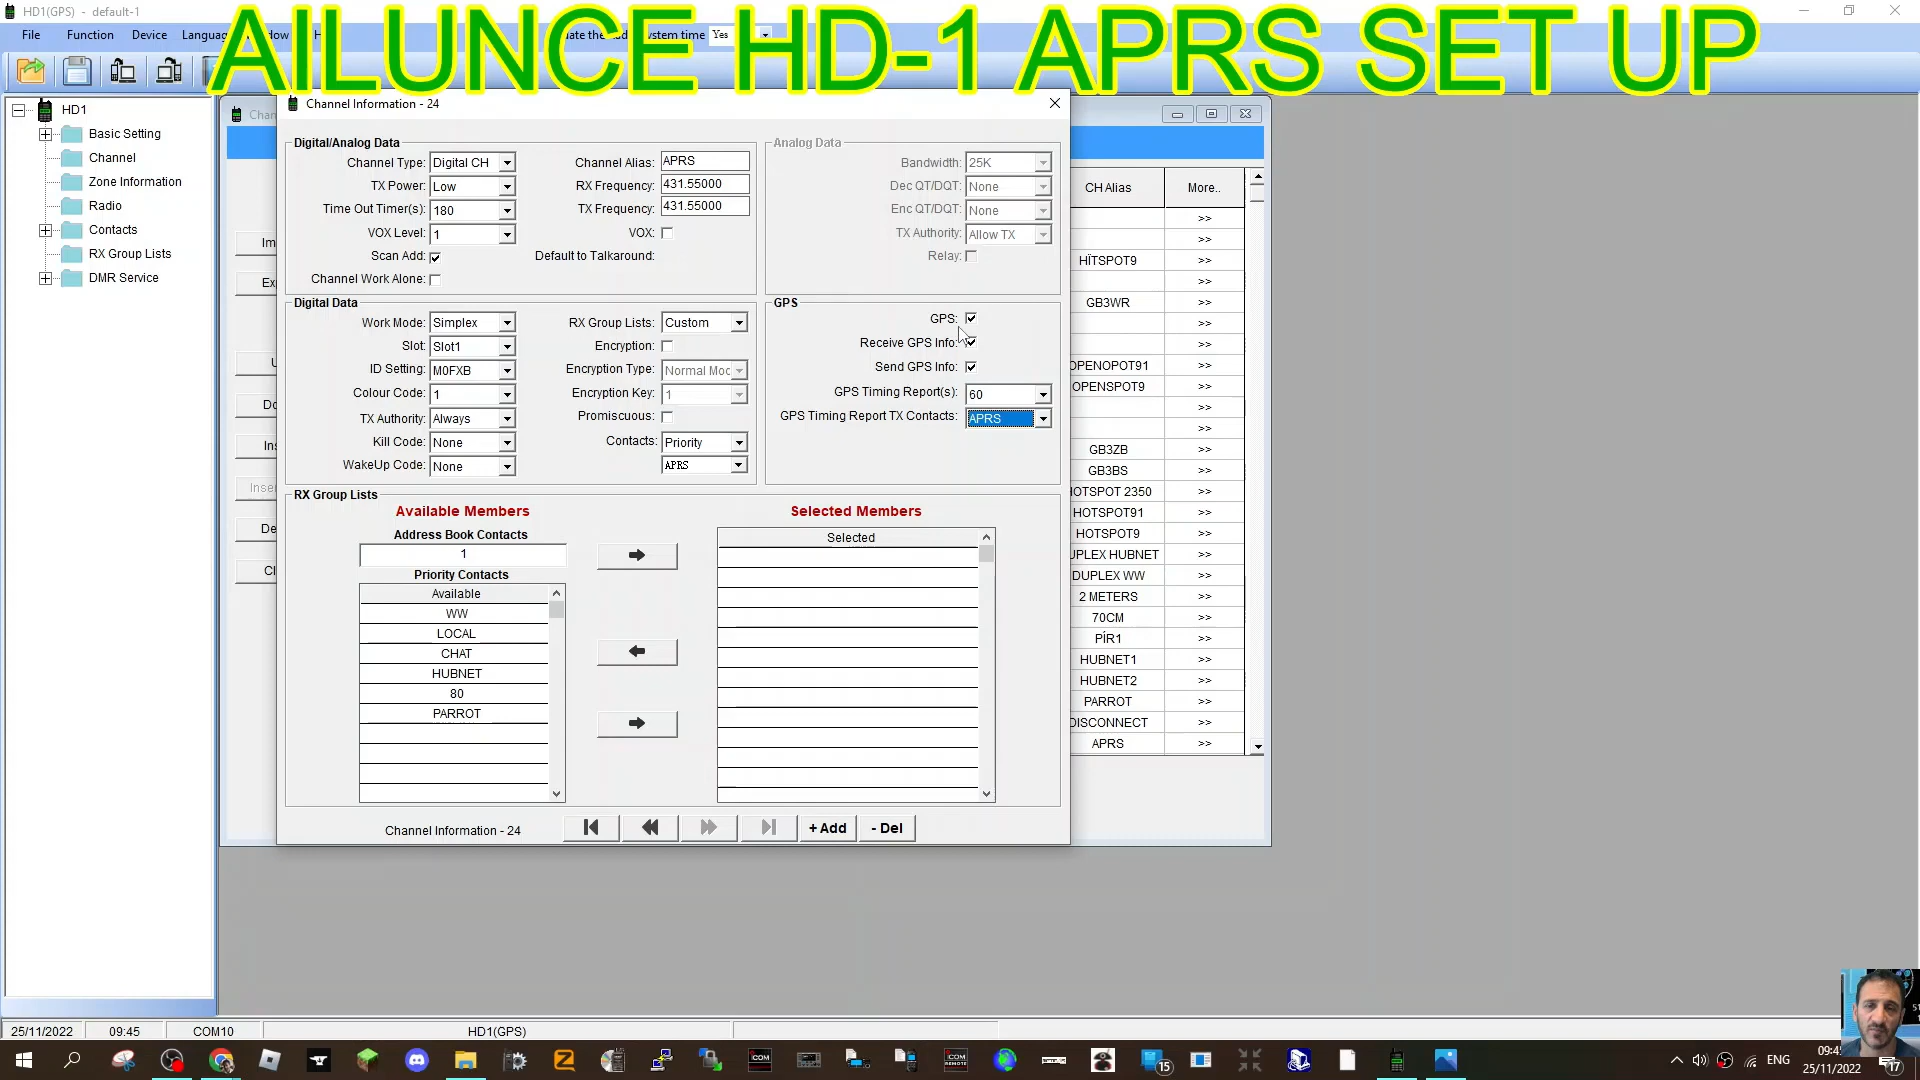 HD1(GPS) - default-1
AILUNCE HD-1 APRS SET UP
File Function Device Yes
HD1
Basic Setting
Channel
Zone Information
Radio
Contacts
RX Group Lists
DMR Service
Channel Information - 24
Digital/Analog Data
Channel Type: Digital CH Channel Alias: APRS
TX Power: Low RX Frequency: 431.55000
Time Out Timer(s): 180 TX Frequency: 431.55000
VOX Level: 1 VOX:
Scan Add: Default to Talkaround:
Channel Work Alone:
Analog Data
Bandwidth: 25K
Dec QT/DQT: None
Enc QT/DQT: None
TX Authority: Allow TX
Relay:
Digital Data
Work Mode: Simplex RX Group Lists: Custom
Slot: Slot1 Encryption:
ID Setting: M0FXB Encryption Type: Normal Moc
Colour Code: 1 Encryption Key: 1
TX Authority: Always Promiscuous:
Kill Code: None Contacts: Priority
WakeUp Code: None APRS
GPS
GPS:
Receive GPS Info:
Send GPS Info:
GPS Timing Report(s): 60
GPS Timing Report TX Contacts: APRS
RX Group Lists
Available Members Selected Members
Address Book Contacts Selected
1
Priority Contacts
Available
WW
LOCAL
CHAT
HUBNET
80
PARROT
Channel Information - 24 + Add - Del
CH Alias More..
>>
>>
HÏTSPOT9 >>
>>
GB3WR >>
>>
>>
OPENOPOT91 >>
OPENSPOT9 >>
>>
>>
GB3ZB >>
GB3BS >>
HOTSPOT91 >>
HOTSPOT9 >>
DUPLEX WW >>
2 METERS >>
70CM >>
PÍR1 >>
HUBNET1 >>
HUBNET2 >>
PARROT >>
DISCONNECT >>
APRS >>
25/11/2022 09:45 COM10 HD1(GPS)
15
ENG
25/11/2022
17